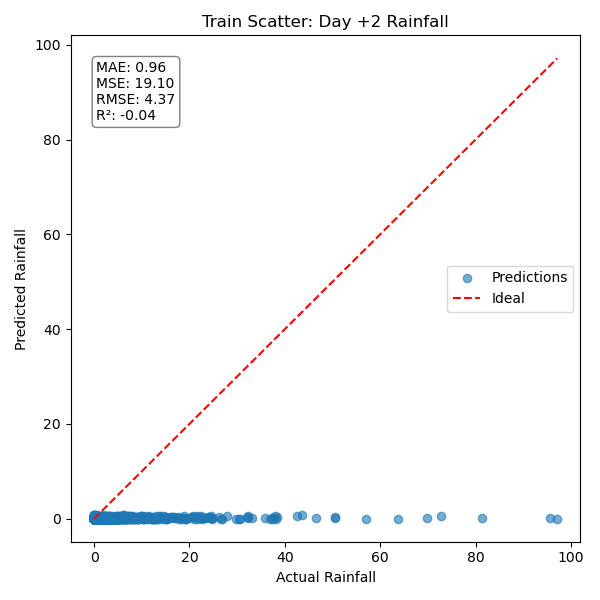 Train Scatter: Day +2 Rainfall
MAE: 0.96
MSE: 19.10
RMSE: 4.37
R²: -0.04
100
80
60
40
20
0
Predicted Rainfall
Predictions
Ideal
0
20
40
60
80
100
Actual Rainfall